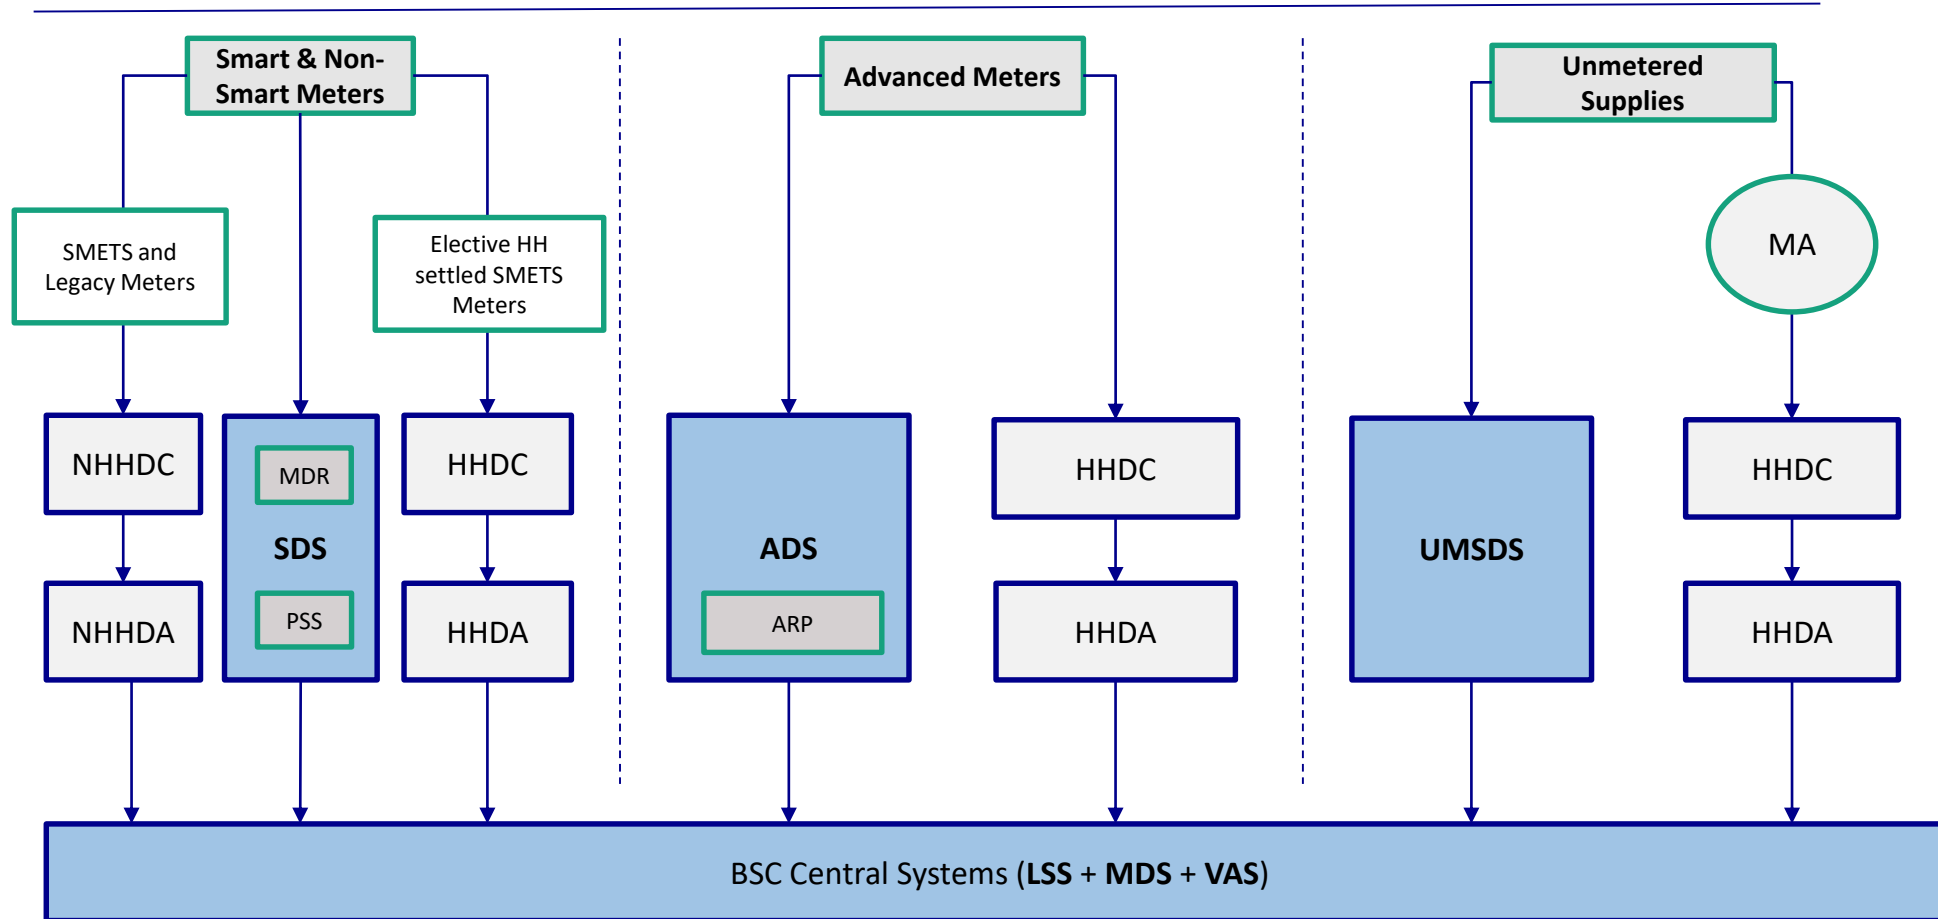 Smart & Non-
Smart Meters
Advanced Meters
Unmetered
Supplies
SMETS and
Legacy Meters
Elective HH
settled SMETS
Meters
MA
NHHDC
MDR
HHDC
HHDC
HHDC
SDS
ADS
UMSDS
NHHDA
PSS
HHDA
ARP
HHDA
HHDA
BSC Central Systems (LSS + MDS + VAS)